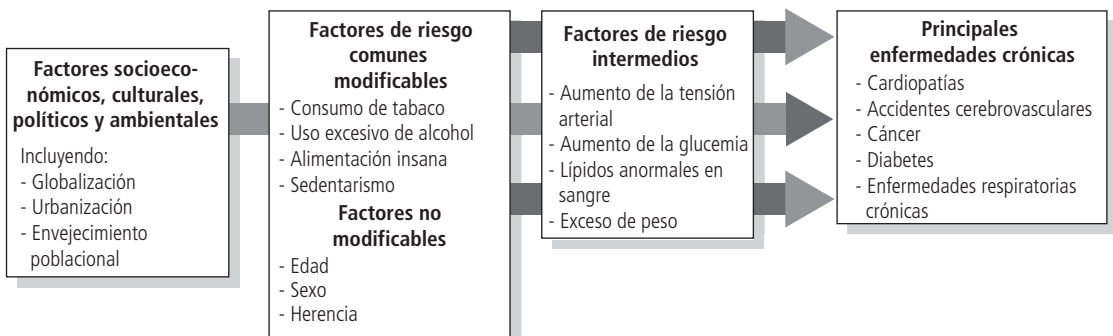 Factores socioeco-
nómicos, culturales,
políticos y ambientales
Incluyendo:
- Globalización
- Urbanización
- Envejecimiento
poblacional
Factores de riesgo
comunes
modificables
- Consumo de tabaco
- Uso excesivo de alcohol
- Alimentación insana
- Sedentarismo
Factores no
modificables
- Edad
- Sexo
- Herencia
Factores de riesgo
intermedios
- Aumento de la tensión
arterial
- Aumento de la glucemia
- Lípidos anormales en
sangre
- Exceso de peso
Principales
enfermedades crónicas
- Cardiopatías
- Accidentes cerebrovasculares
- Cáncer
- Diabetes
- Enfermedades respiratorias
crónicas